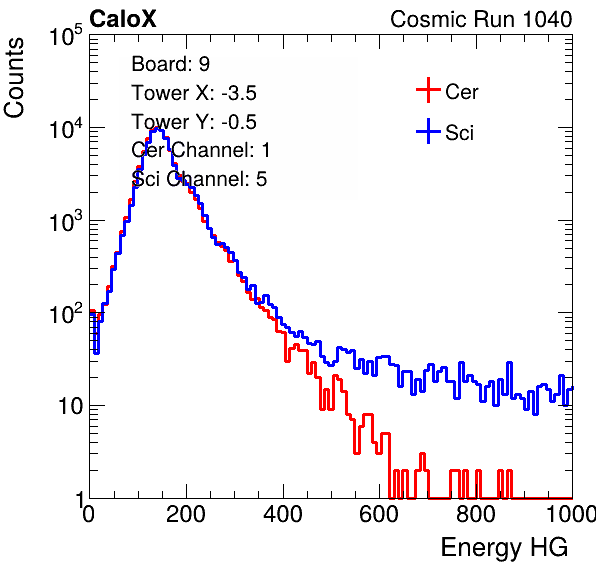 CaloX Cosmic Run 1040
Counts
10^5
10^4
10^3
10^2
10
1
Board: 9
Tower X: -3.5
Tower Y: -0.5
Cer Channel: 1
Sci Channel: 5
Cer
Sci
0 200 400 600 800 1000
Energy HG